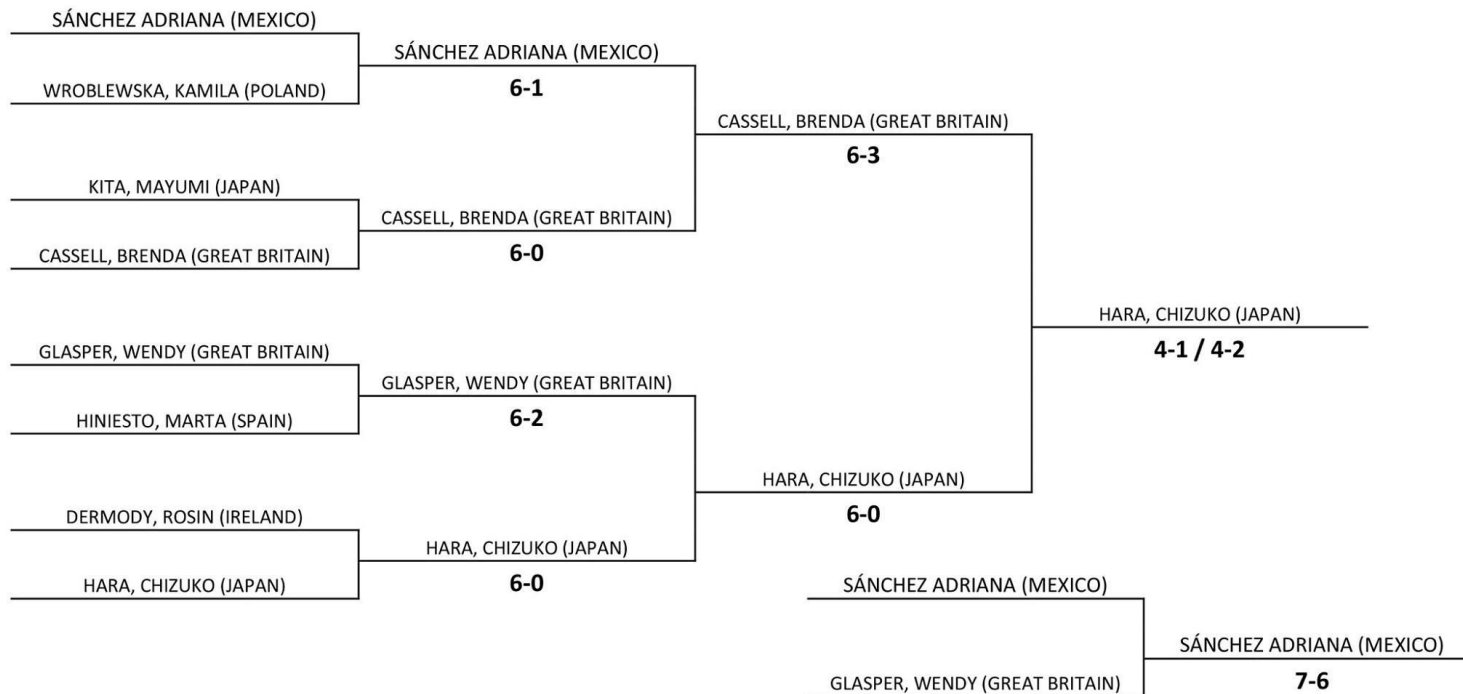 SÁNCHEZ ADRIANA (MEXICO)
WROBLEWSKA, KAMILA (POLAND)
KITA, MAYUMI (JAPAN)
CASSELL, BRENDA (GREAT BRITAIN)
GLASPER, WENDY (GREAT BRITAIN)
HINIESTO, MARTA (SPAIN)
DERMODY, ROSIN (IRELAND)
HARA, CHIZUKO (JAPAN)
SÁNCHEZ ADRIANA (MEXICO)
6-1
CASSELL, BRENDA (GREAT BRITAIN)
6-0
GLASPER, WENDY (GREAT BRITAIN)
6-2
HARA, CHIZUKO (JAPAN)
6-0
CASSELL, BRENDA (GREAT BRITAIN)
6-3
HARA, CHIZUKO (JAPAN)
6-0
HARA, CHIZUKO (JAPAN)
4-1 / 4-2
SÁNCHEZ ADRIANA (MEXICO)
GLASPER, WENDY (GREAT BRITAIN)
SÁNCHEZ ADRIANA (MEXICO)
7-6